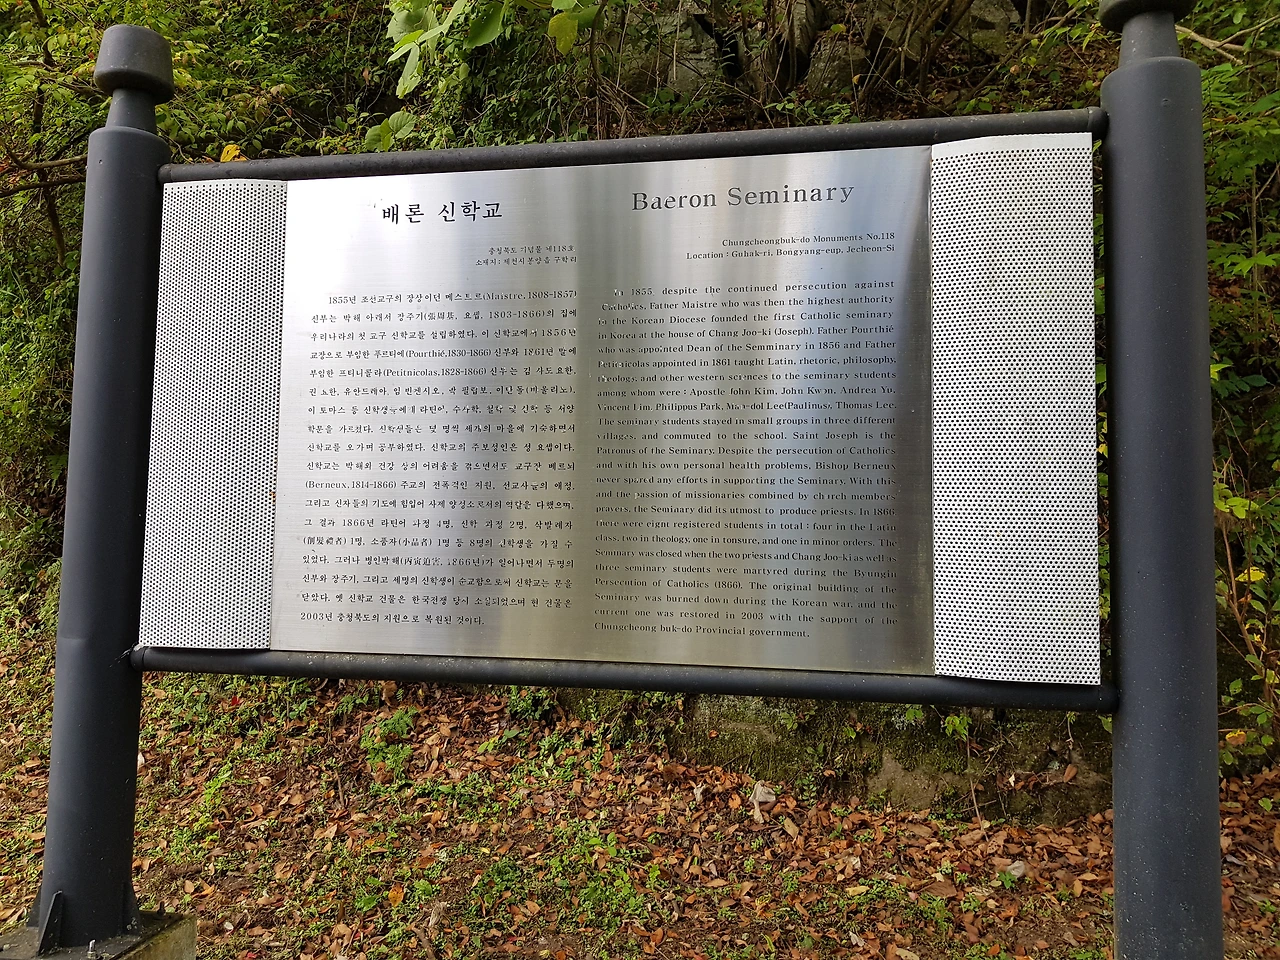 배론 신학교
충청북도 기념물 제118호
소재지 : 제천시 봉양읍 구학리
1855년 조선교구의 장상이던 메스트르(Maistre, 1808-1857)
신부는 박해 아래서 장주기(張周基, 요셉, 1803-1866)의 집에
우리나라의 첫 교구 신학교를 설립하였다. 이 신학교에는 1856년
교장으로 부임한 푸르티에(Pourthié,1830-1866) 신부와 1861년 말에
부임한 프티니콜라(Petitnicolas,1828-1866) 신부는 김 사도요한,
권 요한, 유안드레아, 임 빈첸시오, 박 필립보, 이만돌(바울리노),
이 토마스 등 신학생들에게 라틴어, 수사학, 철학 및 신학 등 서양
학문을 가르쳤다. 신학생들은 몇 명씩 세개의 마을에 기숙하면서
신학교를 오가며 공부하였다. 신학교의 주보성인은 성 요셉이다.
신학교는 박해와 건강 상의 어려움을 겪으면서도 교구장 베르뇌
(Berneux,1814-1866) 주교의 전폭적인 지원, 선교사들의 애정,
그리고 신자들의 기도에 힘입어 사제 양성소로서의 역할을 다했으며,
그 결과 1866년 라틴어 과정 4명, 신학 과정 2명, 삭발례자
(削髮禮者) 1명, 소품자(小品者) 1명 등 8명의 신학생을 가질 수
있었다. 그러나 병인박해(丙寅迫害, 1866년)가 일어나면서 두명의
신부와 장주기, 그리고 세명의 신학생이 순교함으로써 신학교는 문을
닫았다. 옛 신학교 건물은 한국전쟁 당시 소실되었으며 현 건물은
2003년 충청북도의 지원으로 복원된 것이다.
Baeron Seminary
Chungcheongbuk-do Monuments No.118
Location : Guhak-ri, Bongyang-eup, Jecheon-Si
In 1855 despite the continued persecution against
Catholics, Father Maistre who was then the highest authority
in the Korean Diocese founded the first Catholic seminary
in Korea at the house of Chang Joo-ki (Joseph). Father Pourthié
who was appointed Dean of the Semminary in 1856 and Father
Petitnicolas appointed in 1861 taught Latin, rhetoric, philosophy,
theology, and other western sciences to the seminary students
among whom were : Apostle John Kim, John Kwon, Andrea Yu,
Vincent Lim, Philippus Park, Man-dol Lee(Paulinus), Thomas Lee.
The seminary students stayed in small groups in three different
villages, and commuted to the school. Saint Joseph is the
Patronus of the Seminary. Despite the persecution of Catholics
and with his own personal health problems, Bishop Berneux
never spared any efforts in supporting the Seminary. With this
and the passion of missionaries combined by church members
prayers, the Seminary did its utmost to produce priests. In 1866
there were eight registered students in total : four in the Latin
class, two in theology, one in tonsure, and one in minor orders. The
Seminary was closed when the two priests and Chang Joo-ki as well as
three seminary students were martyred during the Byungin
Persecution of Catholics (1866). The original building of the
Seminary was burned down during the Korean war, and the
current one was restored in 2003 with the support of the
Chungcheong buk-do Provincial government.